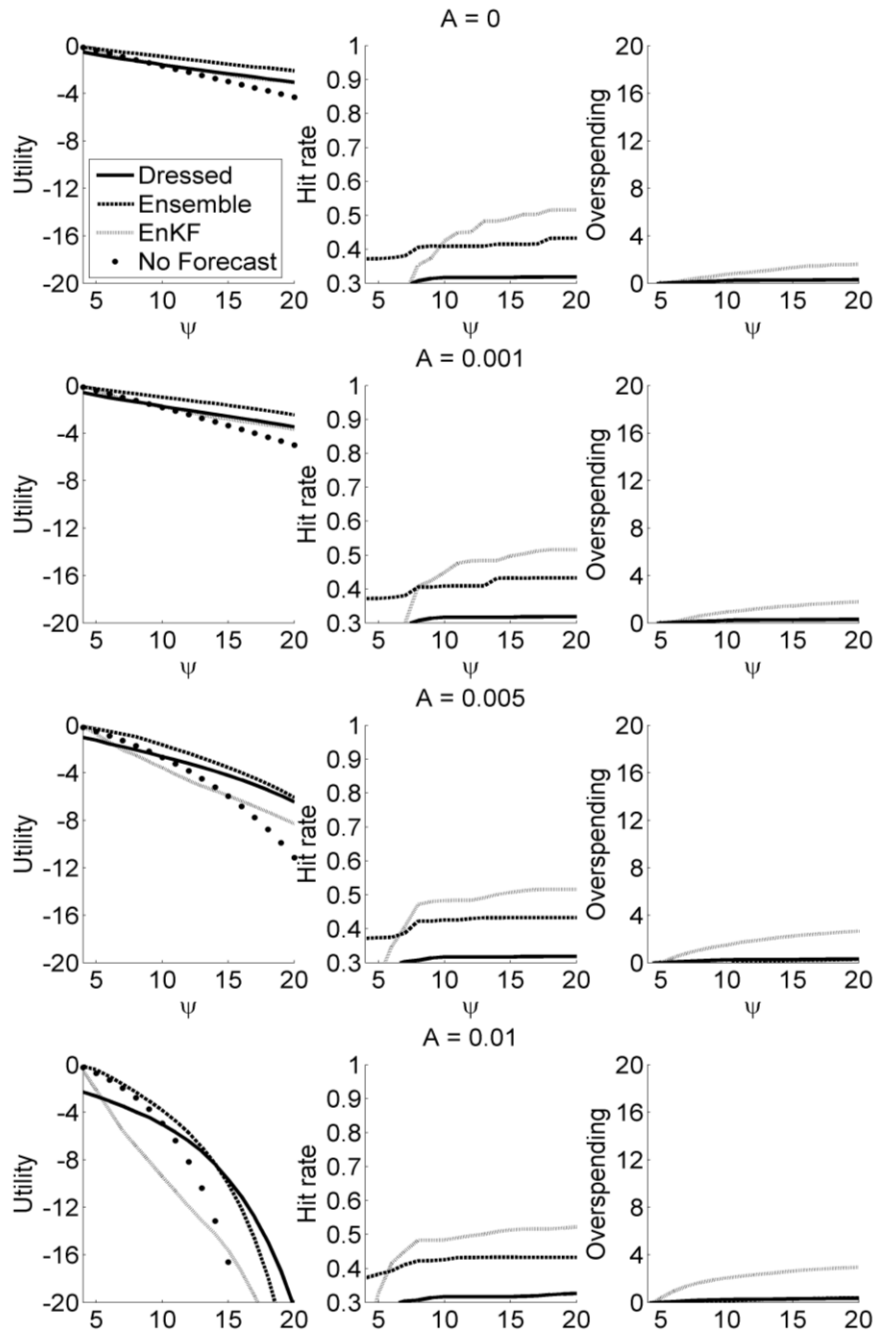 A = 0
0
-4
-8
-12
-16
-20
Utility
Dressed
Ensemble
EnKF
No Forecast
5 10 15 20
ψ
1
0.9
0.8
0.7
0.6
0.5
0.4
0.3
Hit rate
5 10 15 20
ψ
20
16
12
8
4
0
Overspending
5 10 15 20
ψ
A = 0.001
0
-4
-8
-12
-16
-20
Utility
5 10 15 20
ψ
1
0.9
0.8
0.7
0.6
0.5
0.4
0.3
Hit rate
5 10 15 20
ψ
20
16
12
8
4
0
Overspending
5 10 15 20
ψ
A = 0.005
0
-4
-8
-12
-16
-20
Utility
5 10 15 20
ψ
1
0.9
0.8
0.7
0.6
0.5
0.4
0.3
Hit rate
5 10 15 20
ψ
20
16
12
8
4
0
Overspending
5 10 15 20
ψ
A = 0.01
0
-4
-8
-12
-16
-20
Utility
5 10 15 20
1
0.9
0.8
0.7
0.6
0.5
0.4
0.3
Hit rate
5 10 15 20
20
16
12
8
4
0
Overspending
5 10 15 20